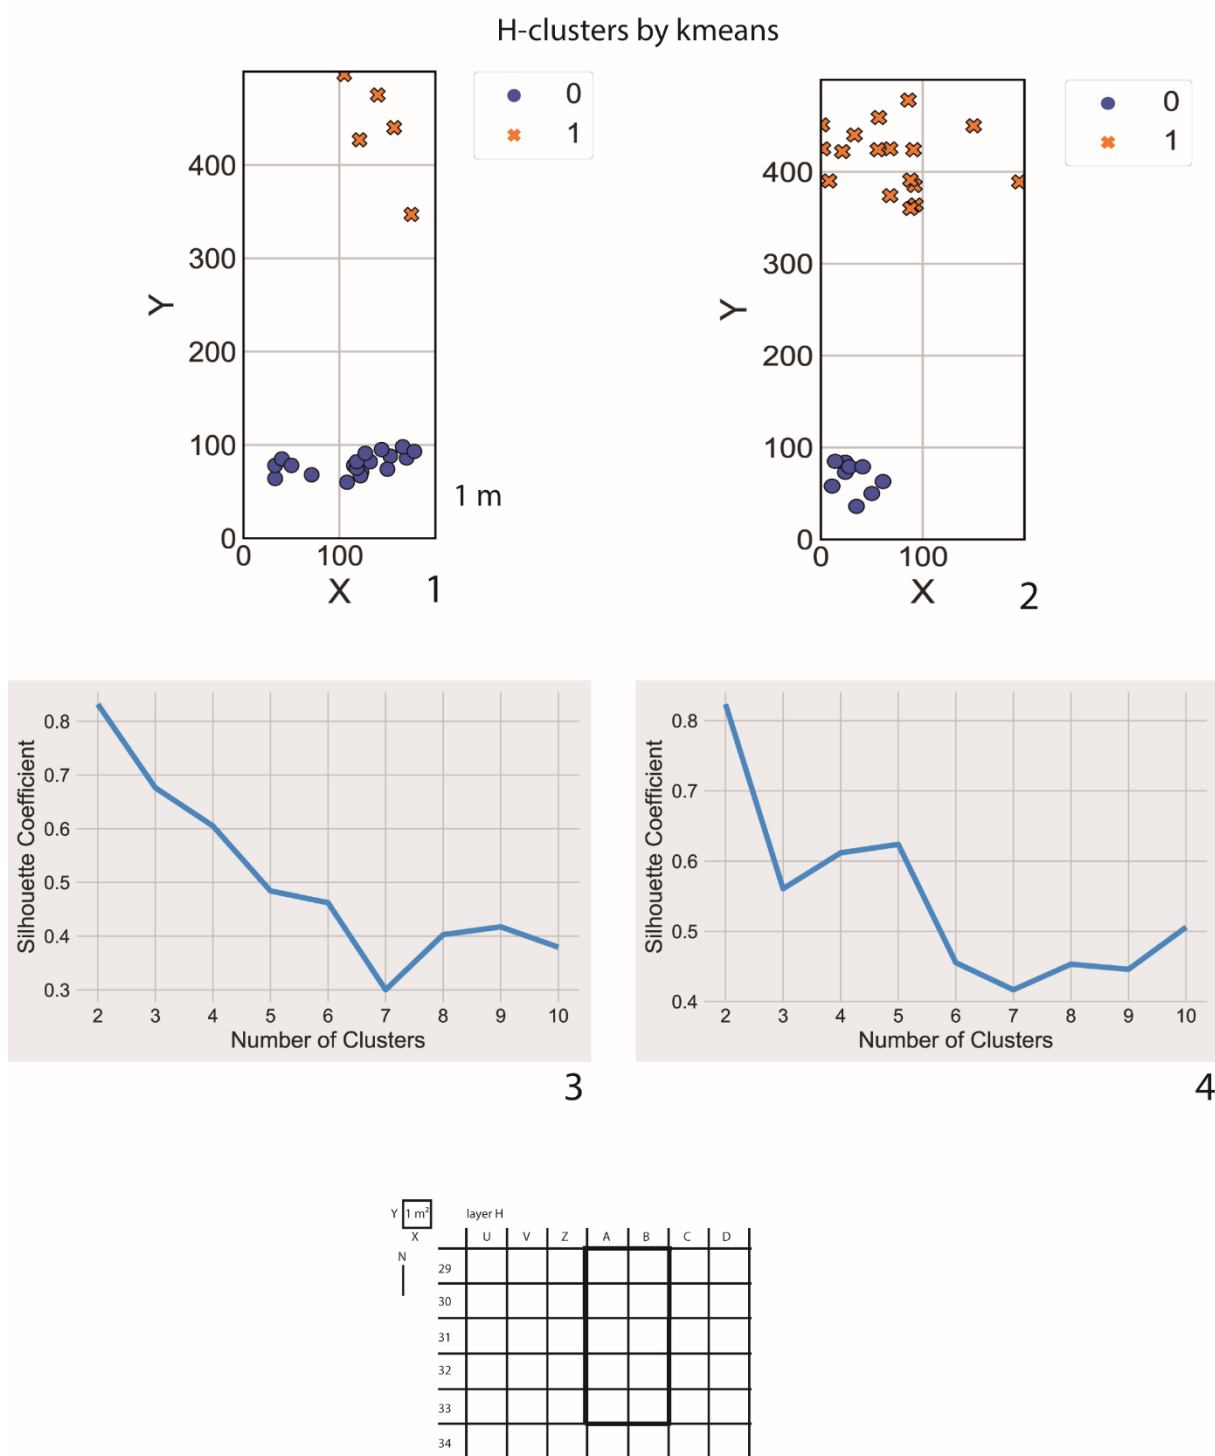 H-clusters by kmeans
0
1
400
300
200
100
0
0 100
Y
X
1
1 m
0
1
400
300
200
100
0
0 100
Y
X
2
0.8
0.7
0.6
0.5
0.4
0.3
2 3 4 5 6 7 8 9 10
Silhouette Coefficient
Number of Clusters
3
0.8
0.7
0.6
0.5
0.4
2 3 4 5 6 7 8 9 10
Silhouette Coefficient
Number of Clusters
4
Y 1 m² layer H
X U V Z A B C D
N
29
30
31
32
33
34